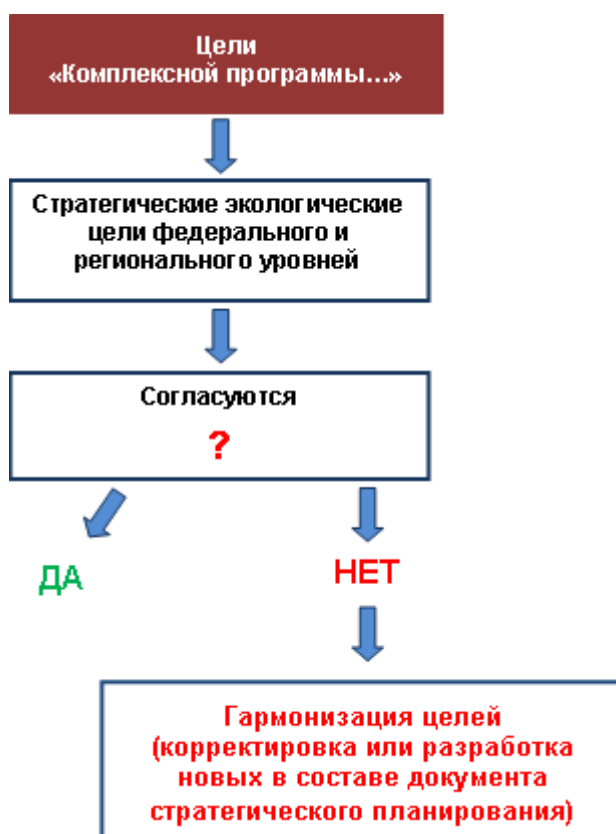 Цели
«Комплексной программы...»
Стратегические экологические
цели федерального и
регионального уровней
Согласуются
?
ДА
НЕТ
Гармонизация целей
(корректировка или разработка
новых в составе документа
стратегического планирования)